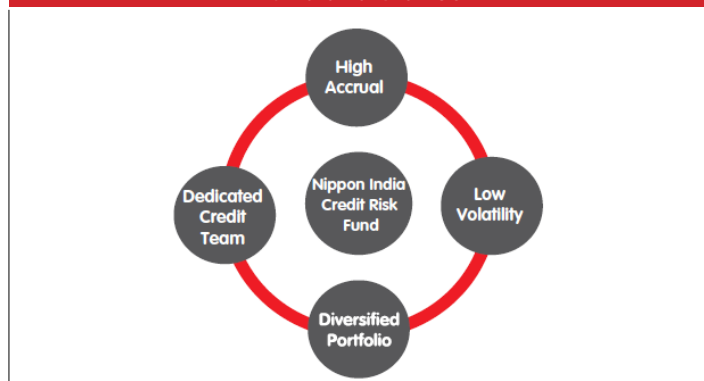 High
Accrual
Dedicated
Credit
Team
Nippon India
Credit Risk
Fund
Low
Volatility
Diversified
Portfolio